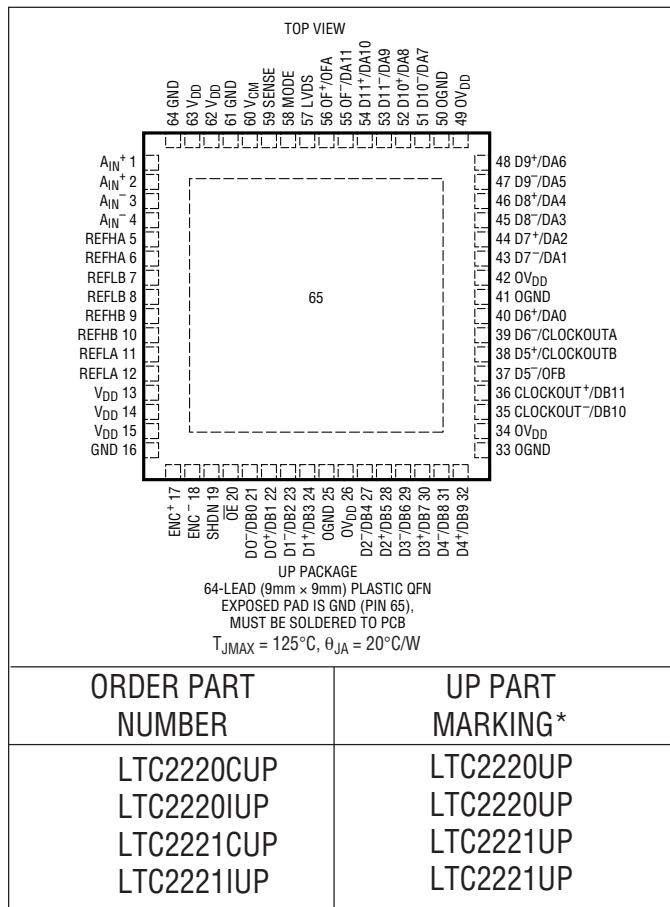 TOP VIEW
64 GND
63 VDD
62 VDD
61 GND
60 VCM
59 SENSE
58 MODE
57 LVDS
56 OF+/OFA
55 OF–/DA11
54 D11+/DA10
53 D11–/DA9
52 D10+/DA8
51 D10–/DA7
50 OGND
49 OVDD
AIN+ 1
AIN+ 2
AIN– 3
AIN– 4
REFHA 5
REFHA 6
REFLB 7
REFLB 8
REFHB 9
REFHB 10
REFLA 11
REFLA 12
VDD 13
VDD 14
VDD 15
GND 16
65
48 D9+/DA6
47 D9–/DA5
46 D8+/DA4
45 D8–/DA3
44 D7+/DA2
43 D7–/DA1
42 OVDD
41 OGND
40 D6+/DA0
39 D6–/CLOCKOUTA
38 D5+/CLOCKOUTB
37 D5–/OFB
36 CLOCKOUT+/DB11
35 CLOCKOUT–/DB10
34 OVDD
33 OGND
ENC+ 17
ENC– 18
SHDN 19
OE 20
DO–/DB0 21
DO+/DB1 22
D1–/DB2 23
D1+/DB3 24
OGND 25
OVDD 26
D2–/DB4 27
D2+/DB5 28
D3–/DB6 29
D3+/DB7 30
D4–/DB8 31
D4+/DB9 32
UP PACKAGE
64-LEAD (9mm × 9mm) PLASTIC QFN
EXPOSED PAD IS GND (PIN 65),
MUST BE SOLDERED TO PCB
TJMAX = 125°C, θJA = 20°C/W
ORDER PART
NUMBER
UP PART
MARKING*
LTC2220CUP
LTC2220IUP
LTC2221CUP
LTC2221IUP
LTC2220UP
LTC2220UP
LTC2221UP
LTC2221UP